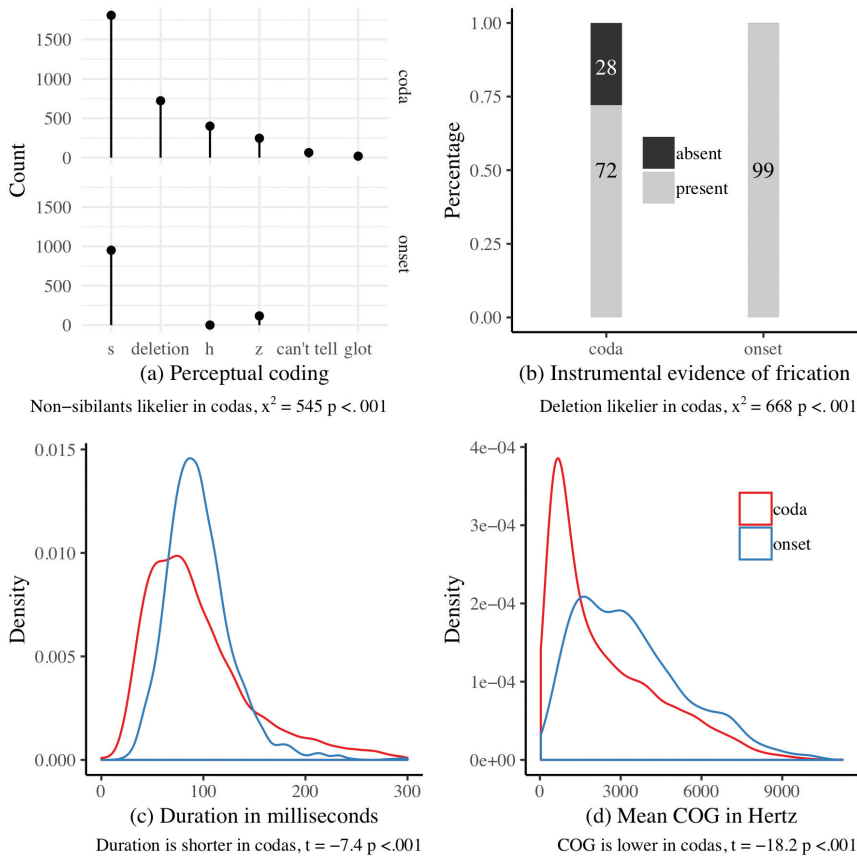 1500
1000
500
0
coda
1500
1000
500
0
onset
Count
s deletion h z can't tell glot
(a) Perceptual coding
Non−sibilants likelier in codas, x² = 545 p <. 001
1.00
0.75
0.50
0.25
0.00
Percentage
28
72
99
absent
present
coda onset
(b) Instrumental evidence of frication
Deletion likelier in codas, x² = 668 p <. 001
0.015
0.010
0.005
0.000
Density
0 100 200 300
(c) Duration in milliseconds
Duration is shorter in codas, t = −7.4 p <.001
4e−04
3e−04
2e−04
1e−04
0e+00
Density
coda
onset
0 3000 6000 9000
(d) Mean COG in Hertz
COG is lower in codas, t = −18.2 p <.001